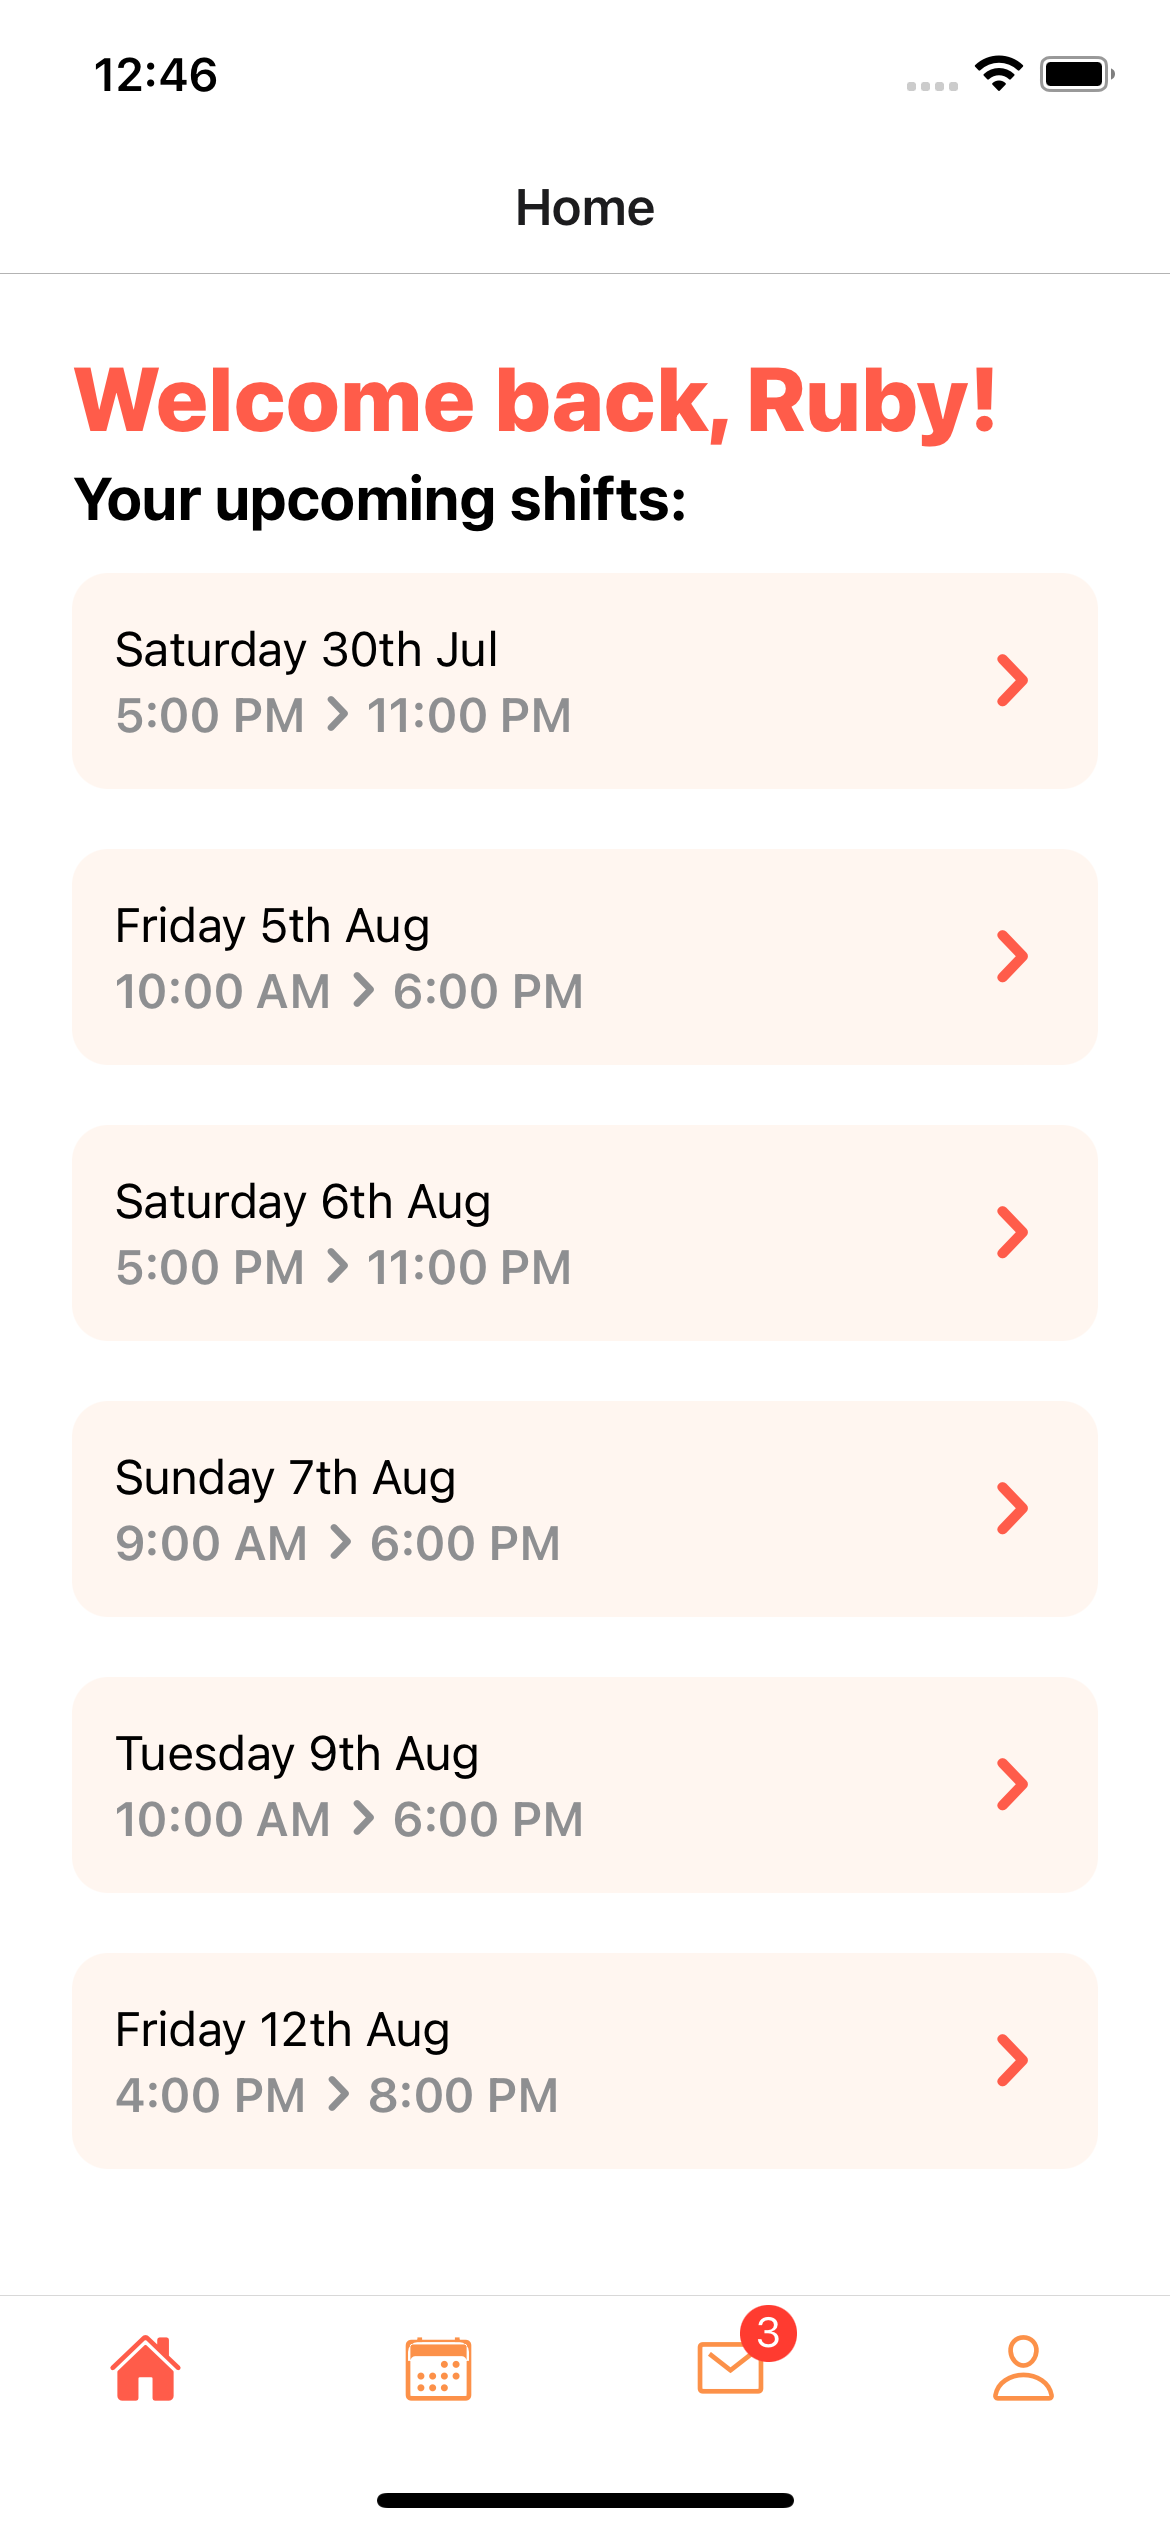 12:46
Home
Welcome back, Ruby!
Your upcoming shifts:
Saturday 30th Jul
5:00 PM > 11:00 PM
Friday 5th Aug
10:00 AM > 6:00 PM
Saturday 6th Aug
5:00 PM > 11:00 PM
Sunday 7th Aug
9:00 AM > 6:00 PM
Tuesday 9th Aug
10:00 AM > 6:00 PM
Friday 12th Aug
4:00 PM > 8:00 PM
3